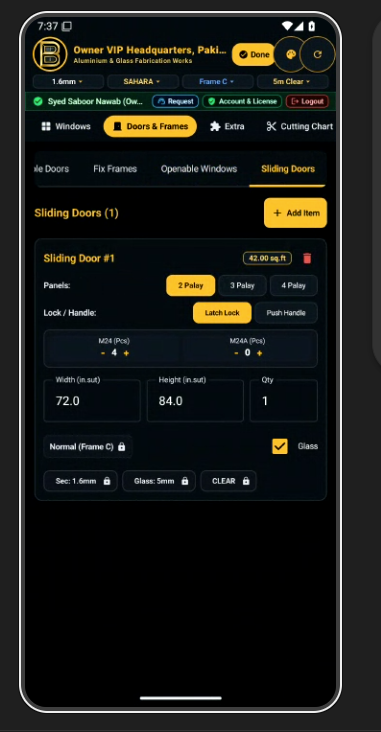 7:37
Owner VIP Headquarters, Paki...
Aluminium & Glass Fabrication Works
Done
1.6mm
SAHARA
Frame C
5m Clear
Syed Saboor Nawab (Ow...
Request
Account & License
Logout
Windows
Doors & Frames
Extra
Cutting Chart
le Doors
Fix Frames
Openable Windows
Sliding Doors
Sliding Doors (1)
+ Add Item
Sliding Door #1
42.00 sq.ft
Panels:
2 Palay
3 Palay
4 Palay
Lock / Handle:
Latch Lock
Push Handle
M24 (Pcs)
- 4 +
M24A (Pcs)
- 0 +
Width (in.sut)
72.0
Height (in.sut)
84.0
Qty
1
Normal (Frame C)
Glass
Sec: 1.6mm
Glass: 5mm
CLEAR